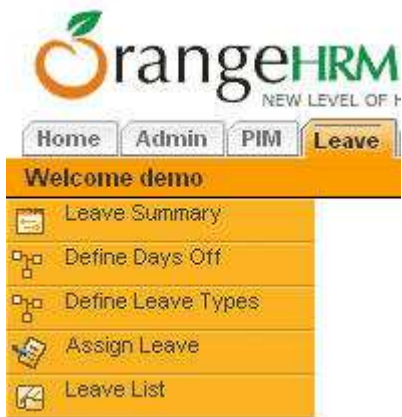 OrangeHRM
NEW LEVEL OF H
Home Admin PIM Leave
Welcome demo
Leave Summary
Define Days Off
Define Leave Types
Assign Leave
Leave List